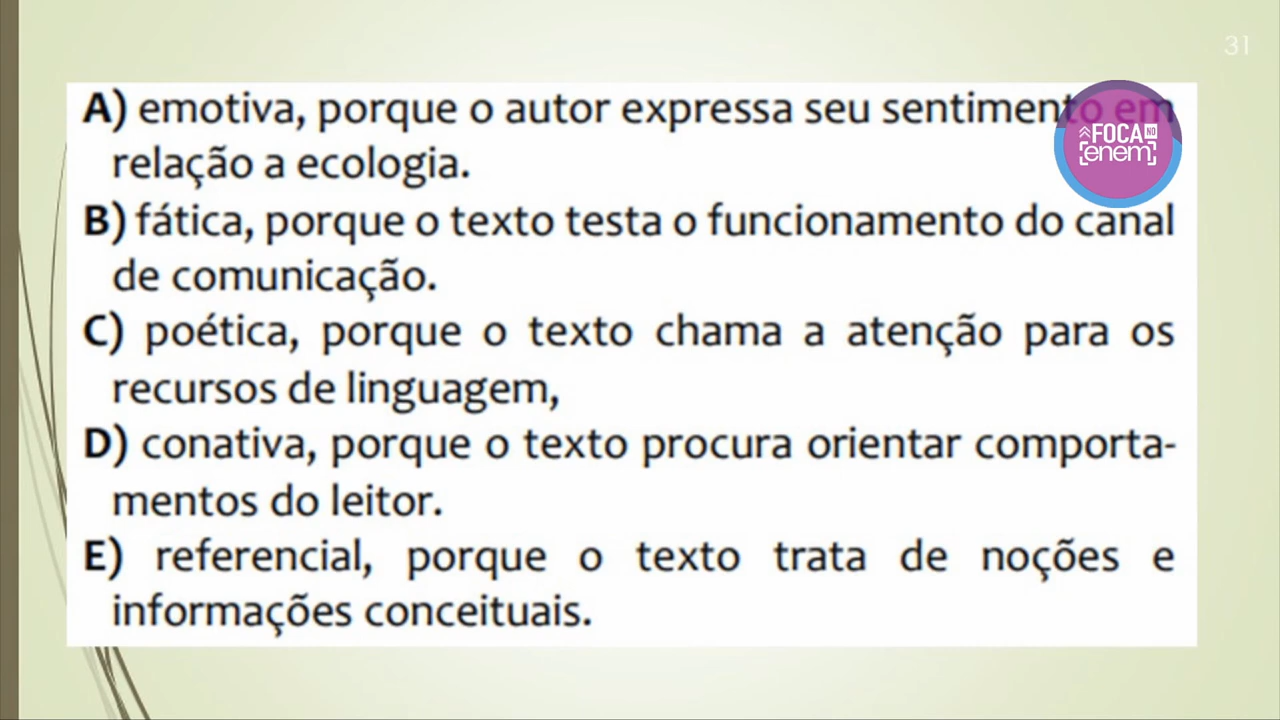 31
A) emotiva, porque o autor expressa seu sentimento em
relação a ecologia.
FOCA NO
enem
B) fática, porque o texto testa o funcionamento do canal
de comunicação.
C) poética, porque o texto chama a atenção para os
recursos de linguagem,
D) conativa, porque o texto procura orientar comporta-
mentos do leitor.
E) referencial, porque o texto trata de noções e
informações conceituais.